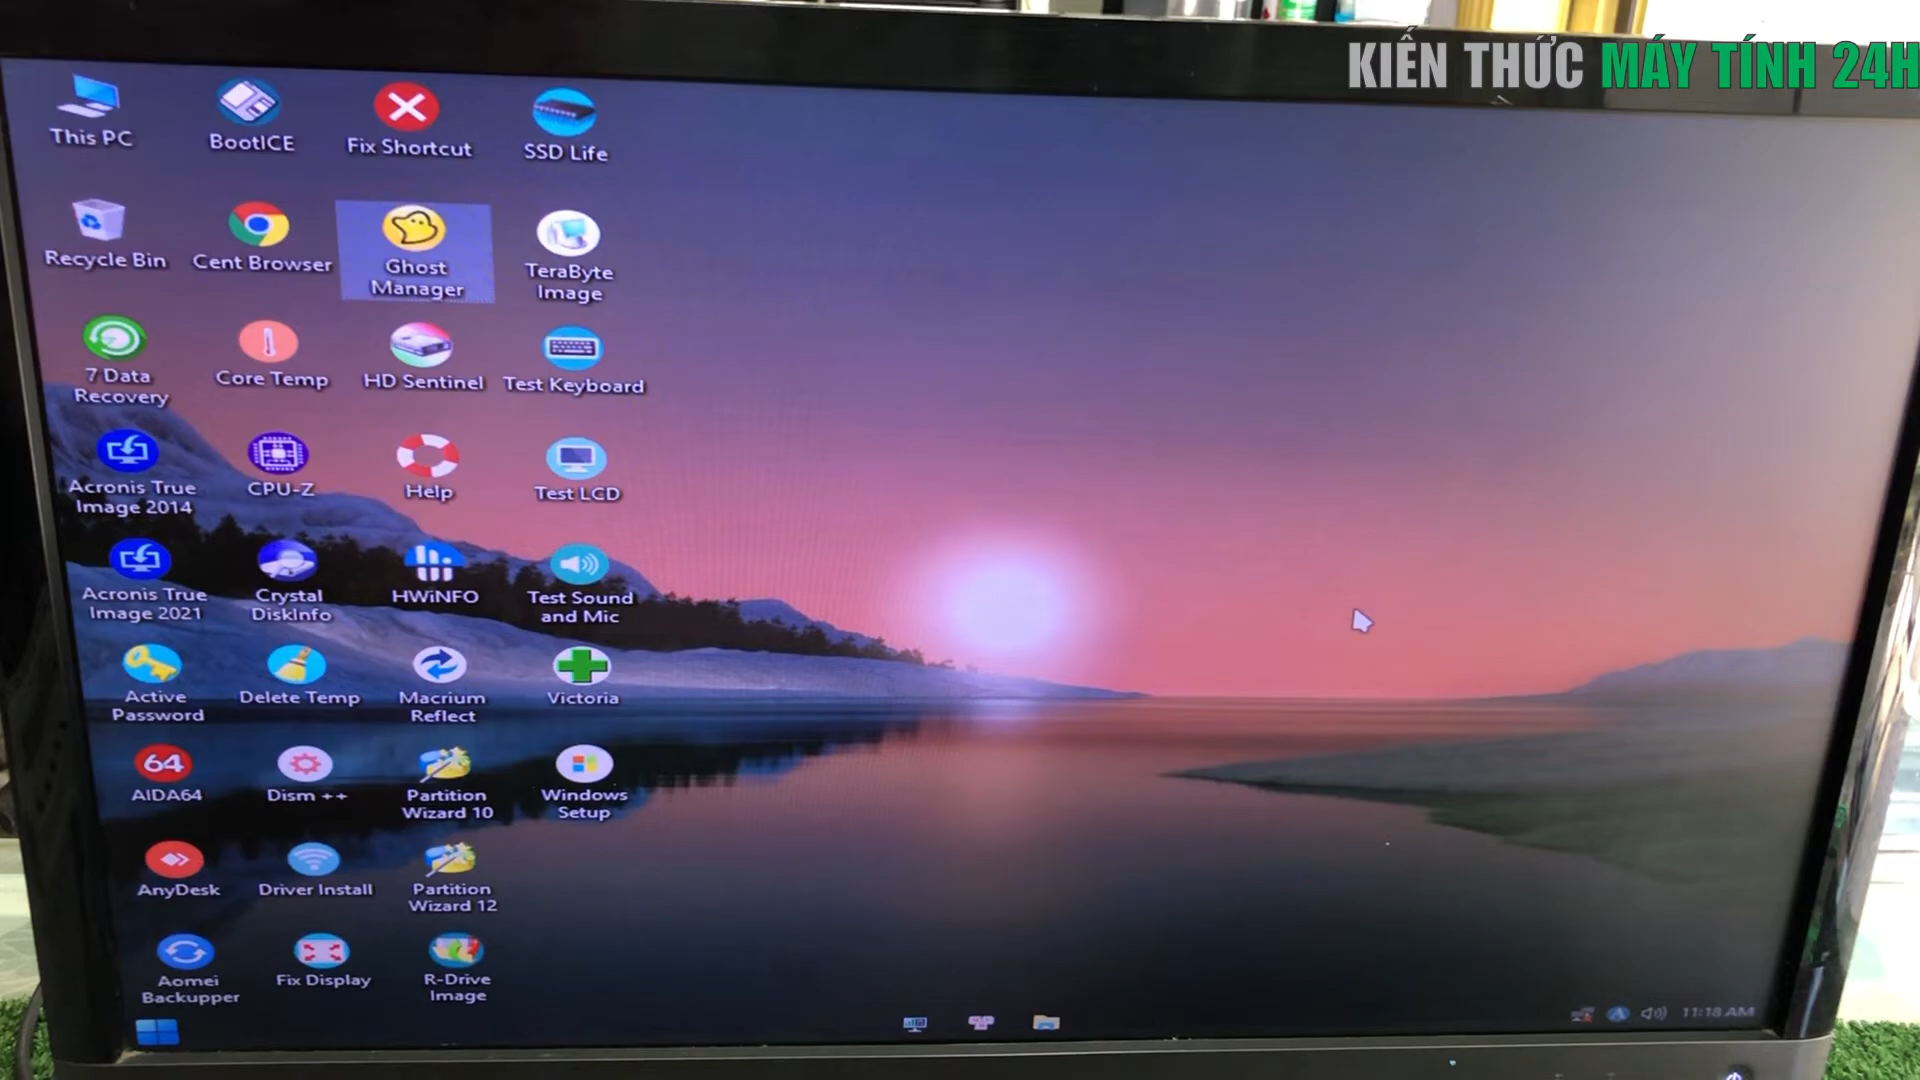 KIẾN THỨC MÁY TÍNH 24H
This PC
BootICE
Fix Shortcut
SSD Life
Recycle Bin
Cent Browser
Ghost
Manager
TeraByte
Image
7 Data
Recovery
Core Temp
HD Sentinel
Test Keyboard
Acronis True
Image 2014
CPU-Z
Help
Test LCD
Acronis True
Image 2021
Crystal
DiskInfo
HWiNFO
Test Sound
and Mic
Active
Password
Delete Temp
Macrium
Reflect
Victoria
64
AIDA64
Dism ++
Partition
Wizard 10
Windows
Setup
AnyDesk
Driver Install
Partition
Wizard 12
Aomei
Backupper
Fix Display
R-Drive
Image
11:18 AM